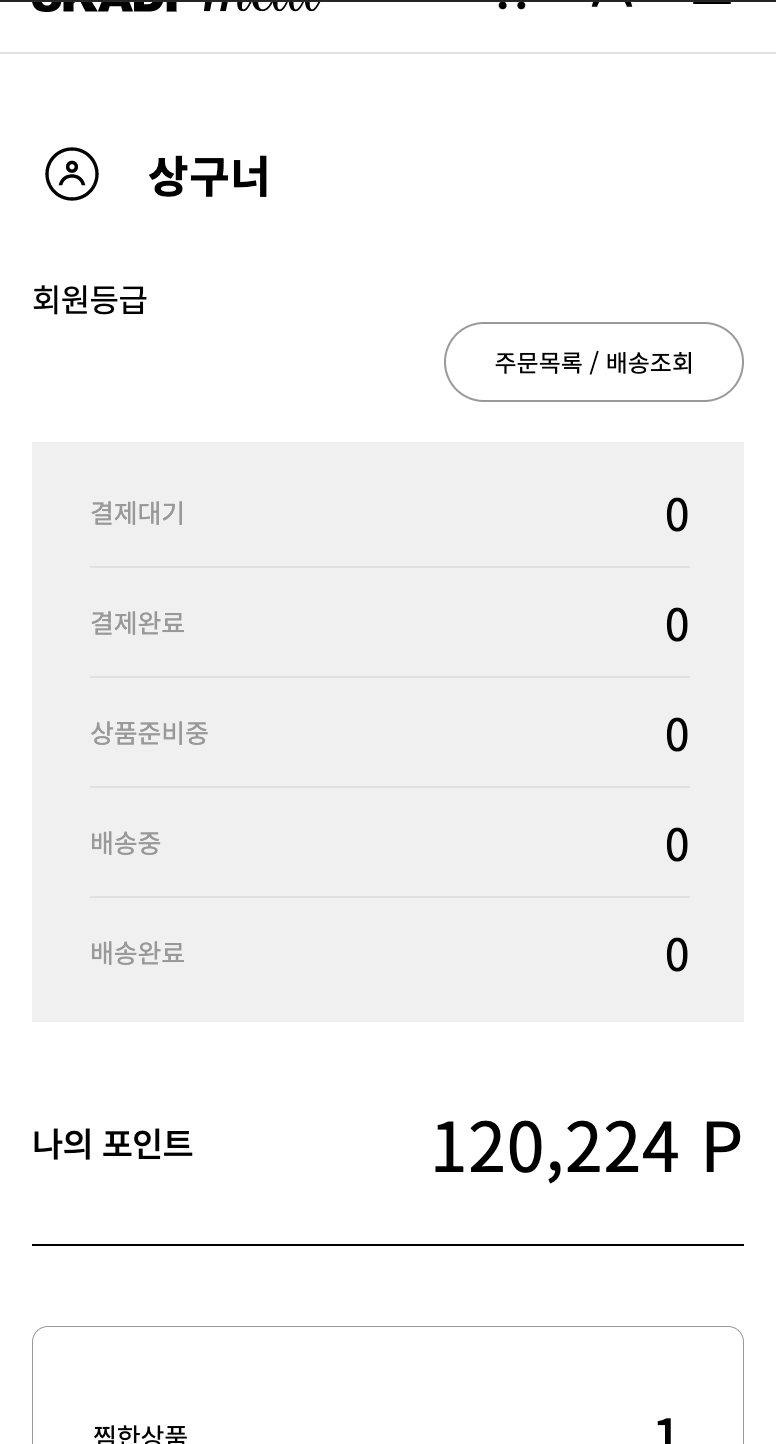 상구너
회원등급
주문목록 / 배송조회
결제대기 0
결제완료 0
상품준비중 0
배송중 0
배송완료 0
나의 포인트 120,224 P
찜한상품 1